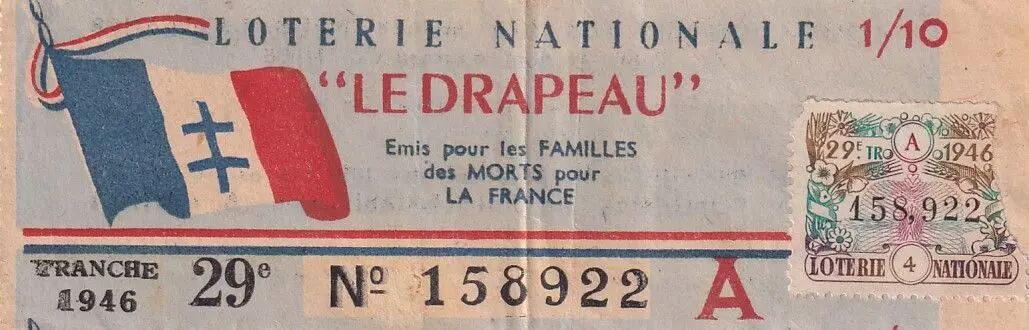 LOTERIE NATIONALE 1/10
"LE DRAPEAU"
Emis pour les FAMILLES
des MORTS pour
LA FRANCE
29E TR A 1946
158,922
LOTERIE 4 NATIONALE
TRANCHE
1946
29e Nº 158922 A